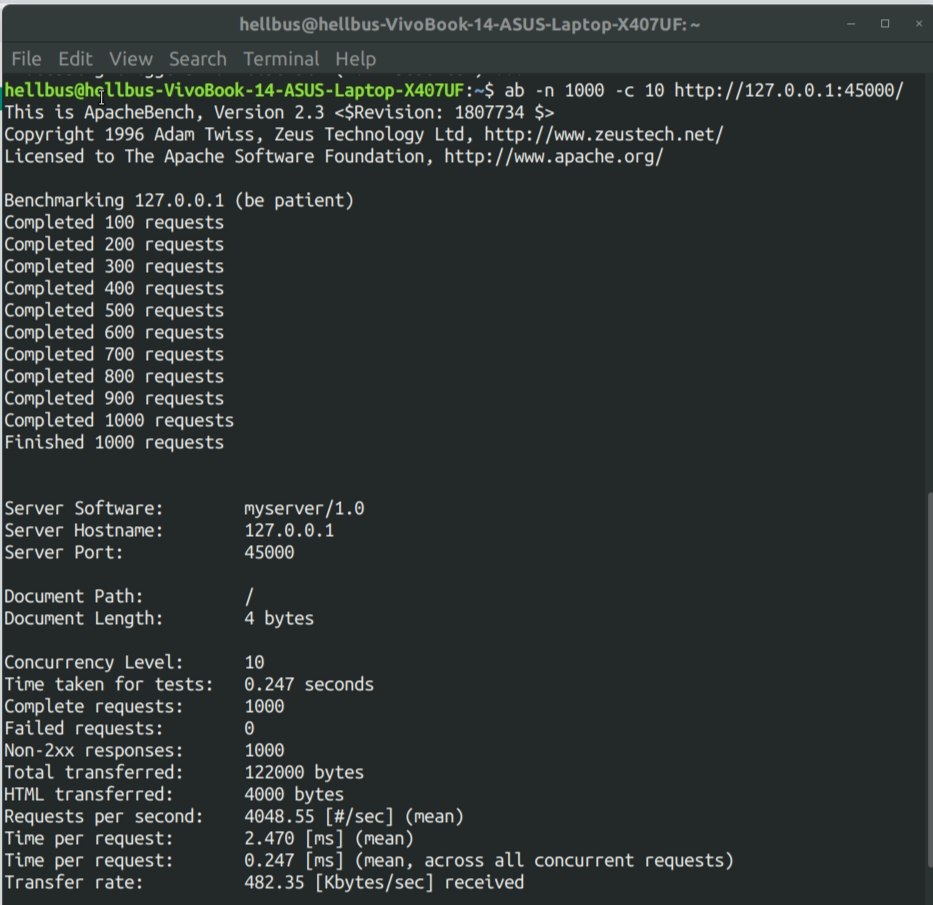 hellbus@hellbus-VivoBook-14-ASUS-Laptop-X407UF: ~
File Edit View Search Terminal Help
hellbus@hellbus-VivoBook-14-ASUS-Laptop-X407UF:~$ ab -n 1000 -c 10 http://127.0.0.1:45000/
This is ApacheBench, Version 2.3 <$Revision: 1807734 $>
Copyright 1996 Adam Twiss, Zeus Technology Ltd, http://www.zeustech.net/
Licensed to The Apache Software Foundation, http://www.apache.org/
Benchmarking 127.0.0.1 (be patient)
Completed 100 requests
Completed 200 requests
Completed 300 requests
Completed 400 requests
Completed 500 requests
Completed 600 requests
Completed 700 requests
Completed 800 requests
Completed 900 requests
Completed 1000 requests
Finished 1000 requests
Server Software: myserver/1.0
Server Hostname: 127.0.0.1
Server Port: 45000
Document Path: /
Document Length: 4 bytes
Concurrency Level: 10
Time taken for tests: 0.247 seconds
Complete requests: 1000
Failed requests: 0
Non-2xx responses: 1000
Total transferred: 122000 bytes
HTML transferred: 4000 bytes
Requests per second: 4048.55 [#/sec] (mean)
Time per request: 2.470 [ms] (mean)
Time per request: 0.247 [ms] (mean, across all concurrent requests)
Transfer rate: 482.35 [Kbytes/sec] received